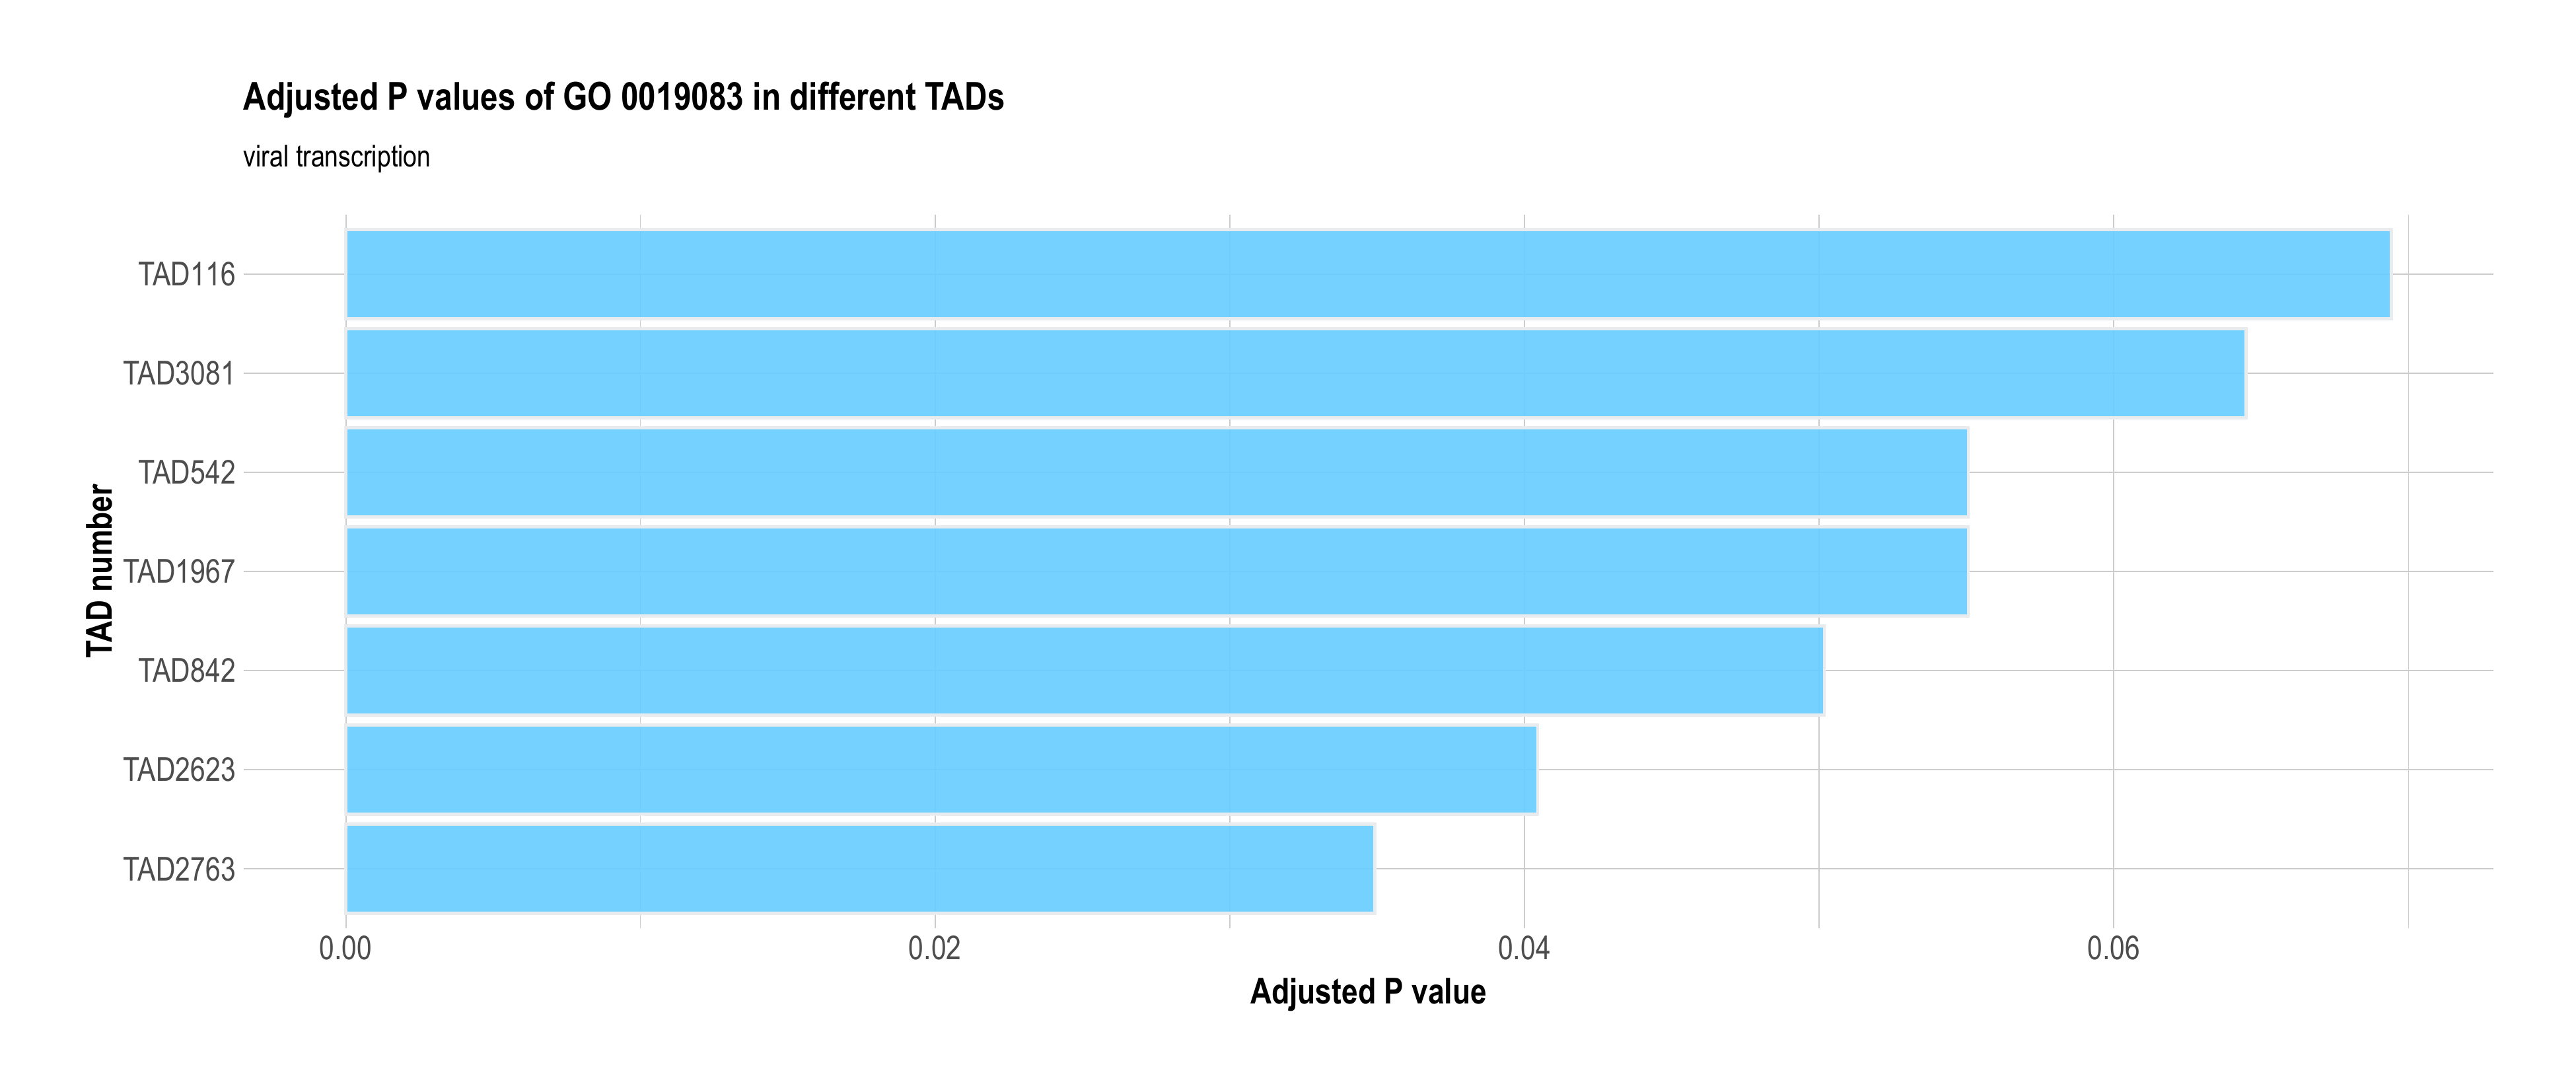 Adjusted P values of GO 0019083 in different TADs
viral transcription
TAD number
TAD116
TAD3081
TAD542
TAD1967
TAD842
TAD2623
TAD2763
0.00 0.02 0.04 0.06
Adjusted P value